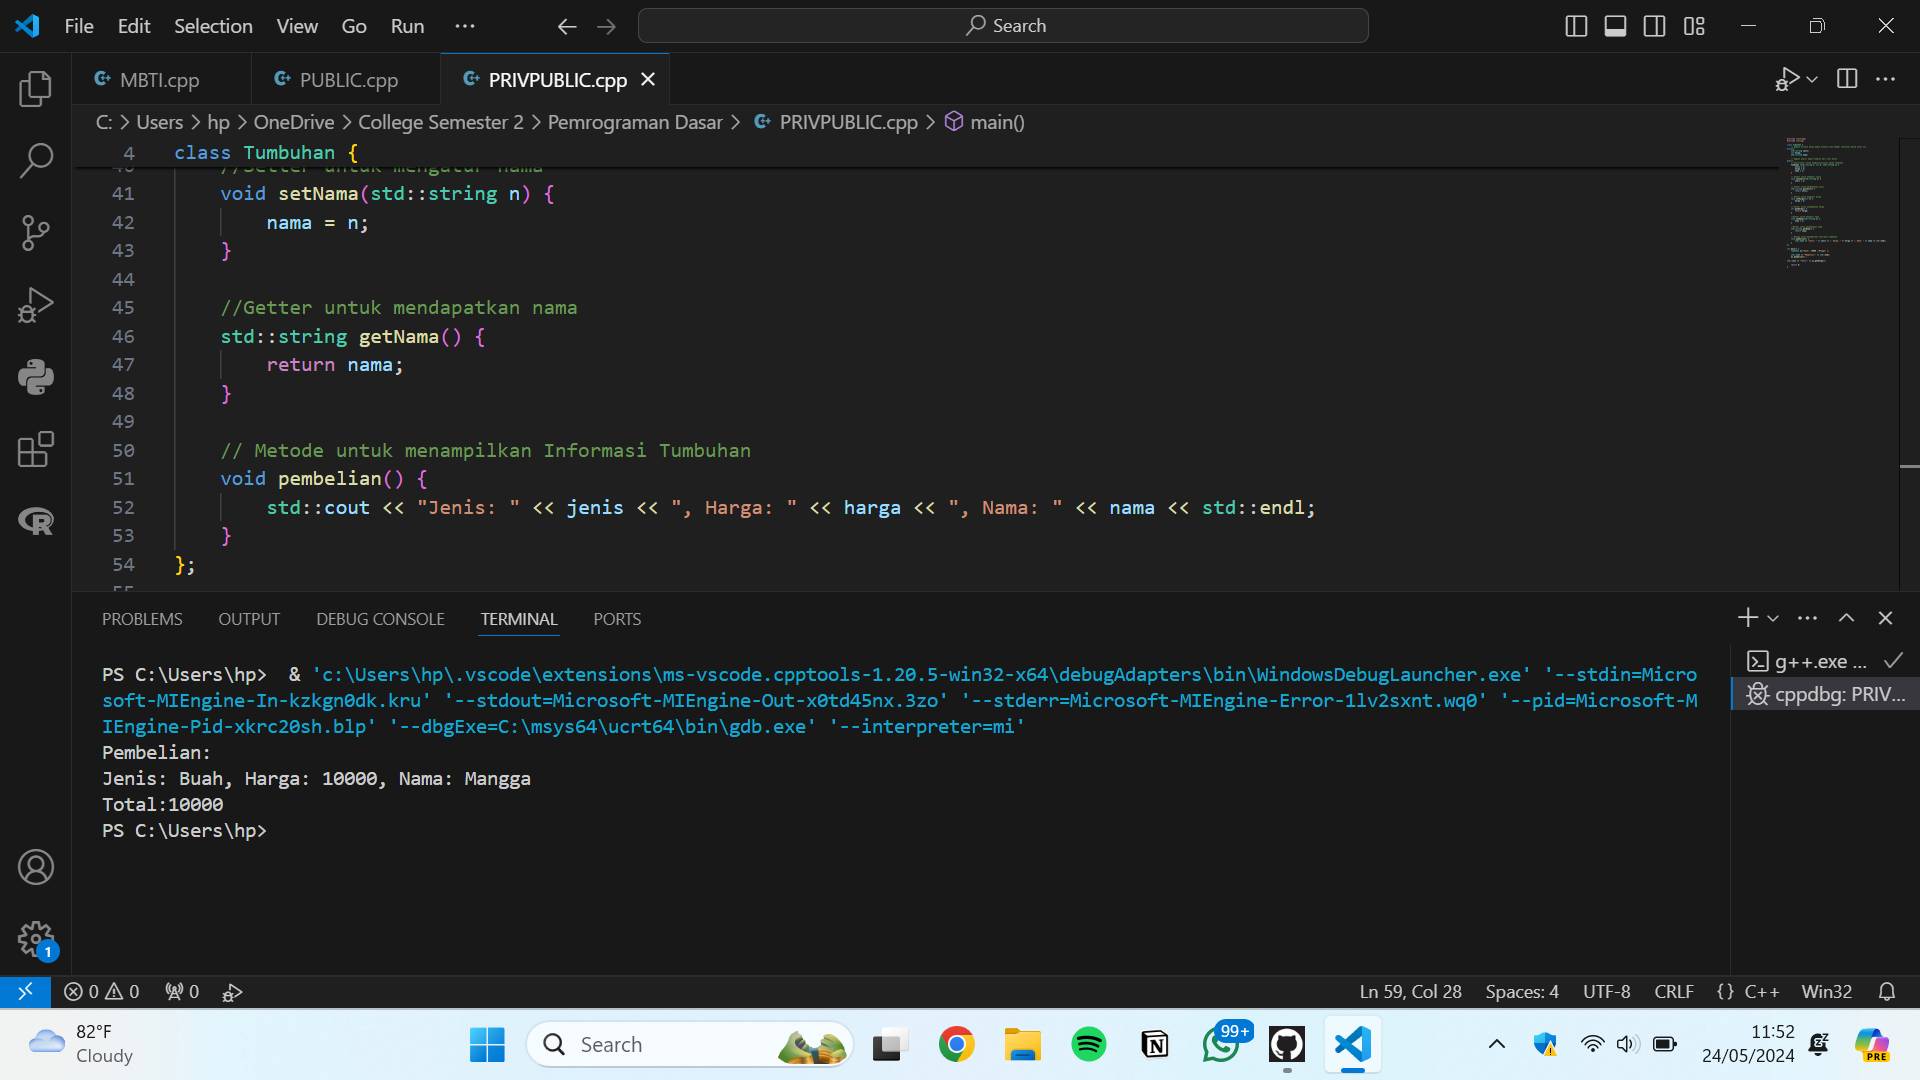 File Edit Selection View Go Run ··· Search
MBTI.cpp PUBLIC.cpp PRIVPUBLIC.cpp
C: > Users > hp > OneDrive > College Semester 2 > Pemrograman Dasar > PRIVPUBLIC.cpp > main()
4 class Tumbuhan {
40 //Setter untuk mengatur nama
41 void setNama(std::string n) {
42 nama = n;
43 }
44
45 //Getter untuk mendapatkan nama
46 std::string getNama() {
47 return nama;
48 }
49
50 // Metode untuk menampilkan Informasi Tumbuhan
51 void pembelian() {
52 std::cout << "Jenis: " << jenis << ", Harga: " << harga << ", Nama: " << nama << std::endl;
53 }
54 };
55
PROBLEMS OUTPUT DEBUG CONSOLE TERMINAL PORTS
PS C:\Users\hp>  & 'c:\Users\hp\.vscode\extensions\ms-vscode.cpptools-1.20.5-win32-x64\debugAdapters\bin\WindowsDebugLauncher.exe' '--stdin=Micro
soft-MIEngine-In-kzkgn0dk.kru' '--stdout=Microsoft-MIEngine-Out-x0td45nx.3zo' '--stderr=Microsoft-MIEngine-Error-1lv2sxnt.wq0' '--pid=Microsoft-M
IEngine-Pid-xkrc20sh.blp' '--dbgExe=C:\msys64\ucrt64\bin\gdb.exe' '--interpreter=mi'
Pembelian:
Jenis: Buah, Harga: 10000, Nama: Mangga
Total:10000
PS C:\Users\hp>
g++.exe ...
cppdbg: PRIV...
1
0 0 0 Ln 59, Col 28 Spaces: 4 UTF-8 CRLF {} C++ Win32
82°F
Cloudy
Search
99+
11:52
24/05/2024
PRE